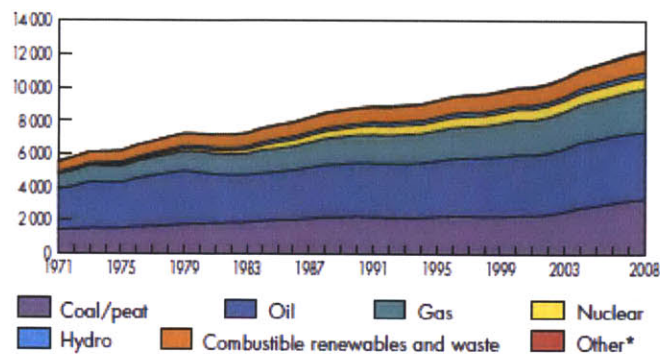 14 000
12 000
10 000
8 000
6 000
4 000
2 000
0
1971 1975 1979 1983 1987 1991 1995 1999 2003 2008
Coal/peat Oil Gas Nuclear
Hydro Combustible renewables and waste Other*